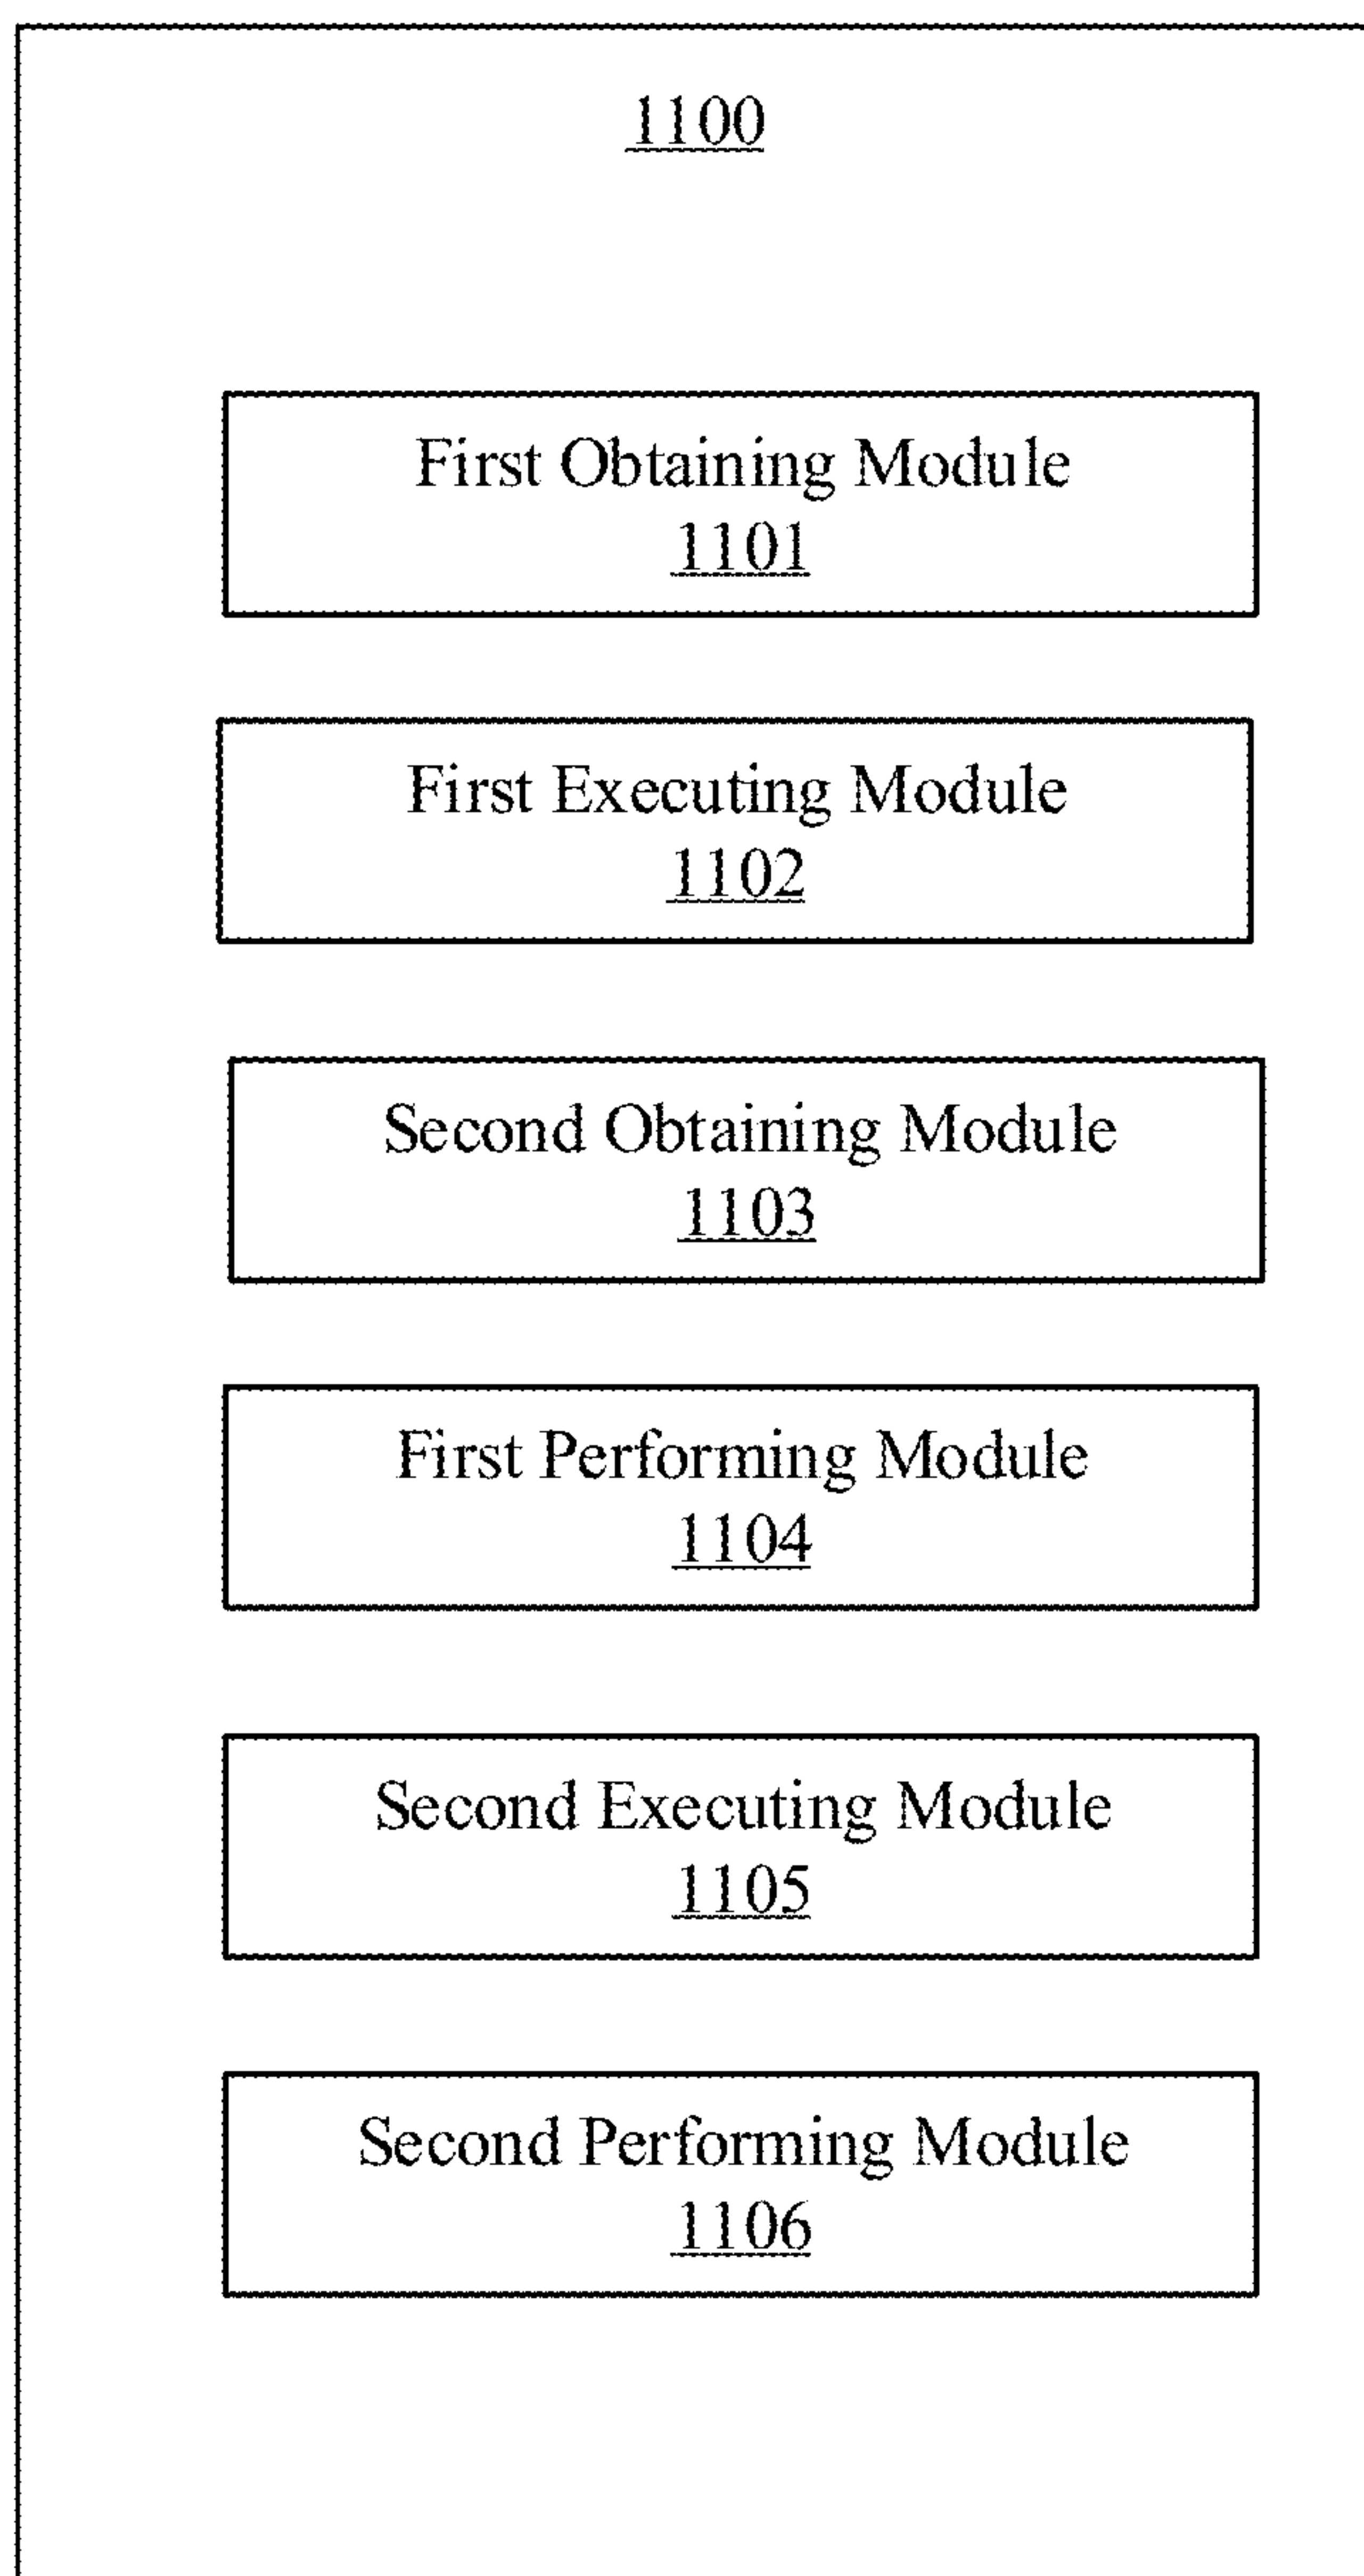 1100
First Obtaining Module
1101
First Executing Module
1102
Second Obtaining Module
1103
First Performing Module
1104
Second Executing Module
1105
Second Performing Module
1106